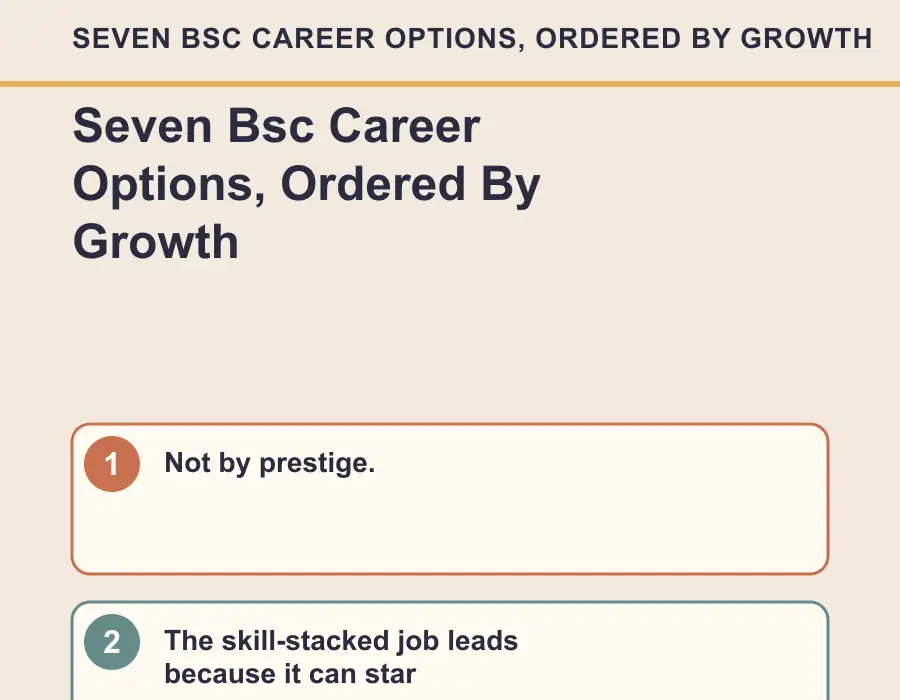 SEVEN BSC CAREER OPTIONS, ORDERED BY GROWTH
Seven Bsc Career
Options, Ordered By
Growth
1
Not by prestige.
2
The skill-stacked job leads
because it can star